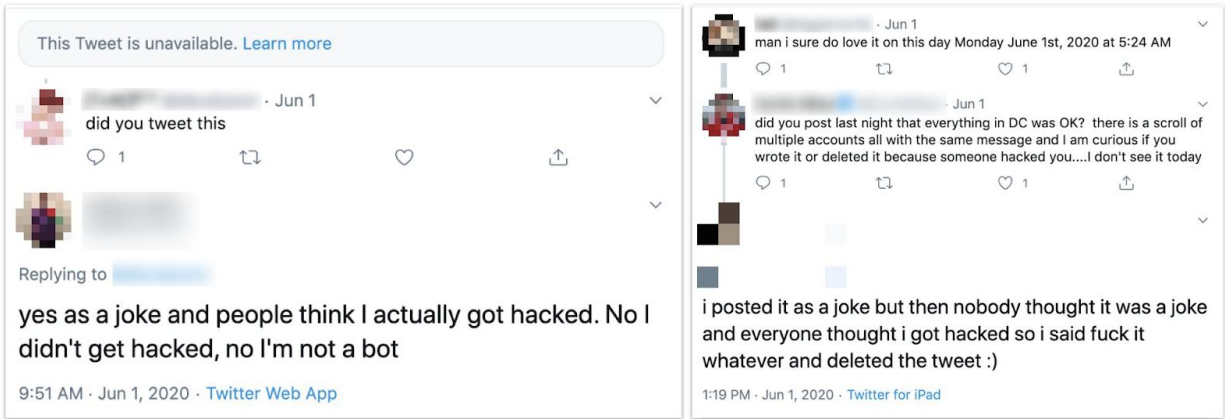 This Tweet is unavailable. Learn more
· Jun 1
did you tweet this
1
Replying to
yes as a joke and people think I actually got hacked. No I
didn't get hacked, no I'm not a bot
9:51 AM · Jun 1, 2020 · Twitter Web App
· Jun 1
man i sure do love it on this day Monday June 1st, 2020 at 5:24 AM
1 1
· Jun 1
did you post last night that everything in DC was OK? there is a scroll of
multiple accounts all with the same message and I am curious if you
wrote it or deleted it because someone hacked you....I don't see it today
1 1
i posted it as a joke but then nobody thought it was a joke
and everyone thought i got hacked so i said fuck it
whatever and deleted the tweet :)
1:19 PM · Jun 1, 2020 · Twitter for iPad